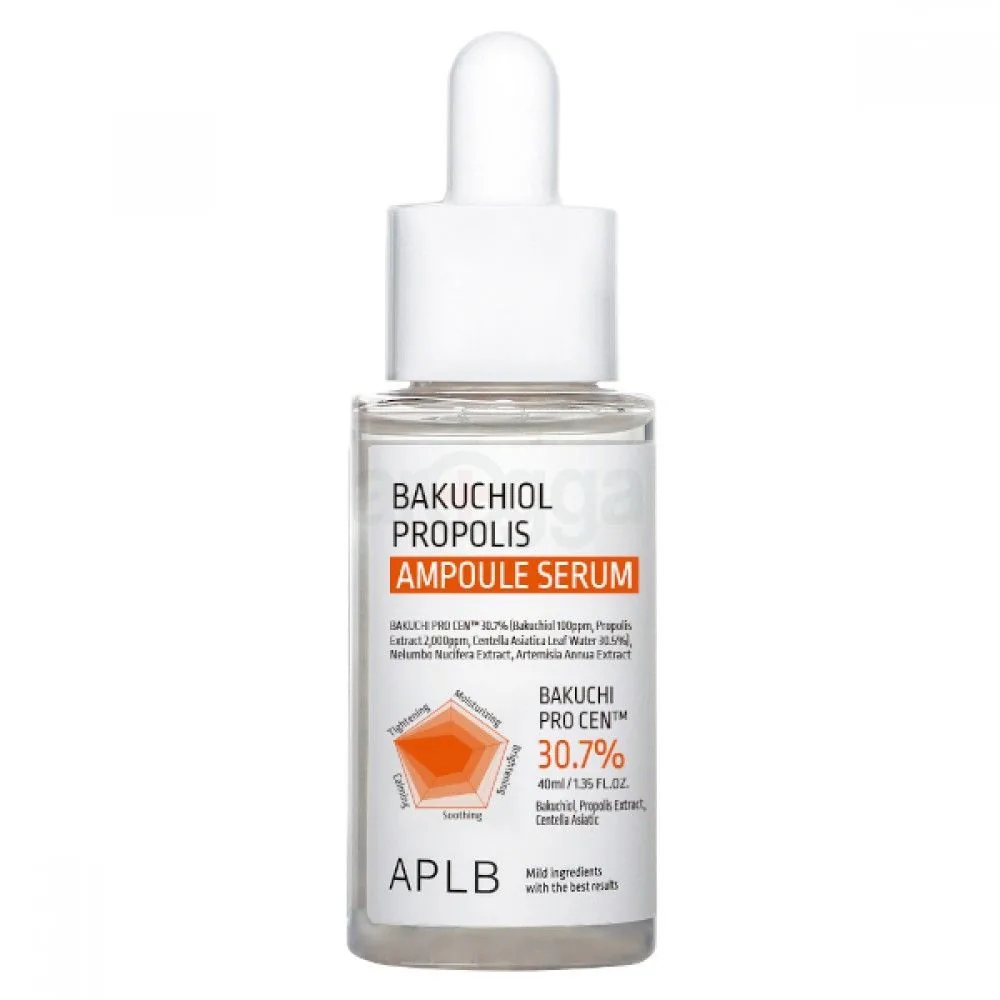 BAKUCHIOL
PROPOLIS
AMPOULE SERUM
BAKUCHI PRO CEN™ 30.7% (Bakuchiol 100ppm, Propolis
Extract 2,000ppm, Centella Asiatica Leaf Water 30.5%),
Nelumbo Nucifera Extract, Artemisia Annua Extract
Moisturizing
Tightening
Brightening
Calming
Soothing
BAKUCHI
PRO CEN™
30.7%
40ml / 1.35 FL.OZ.
Bakuchiol, Propolis Extract,
Centella Asiatic
APLB
Mild ingredients
with the best results